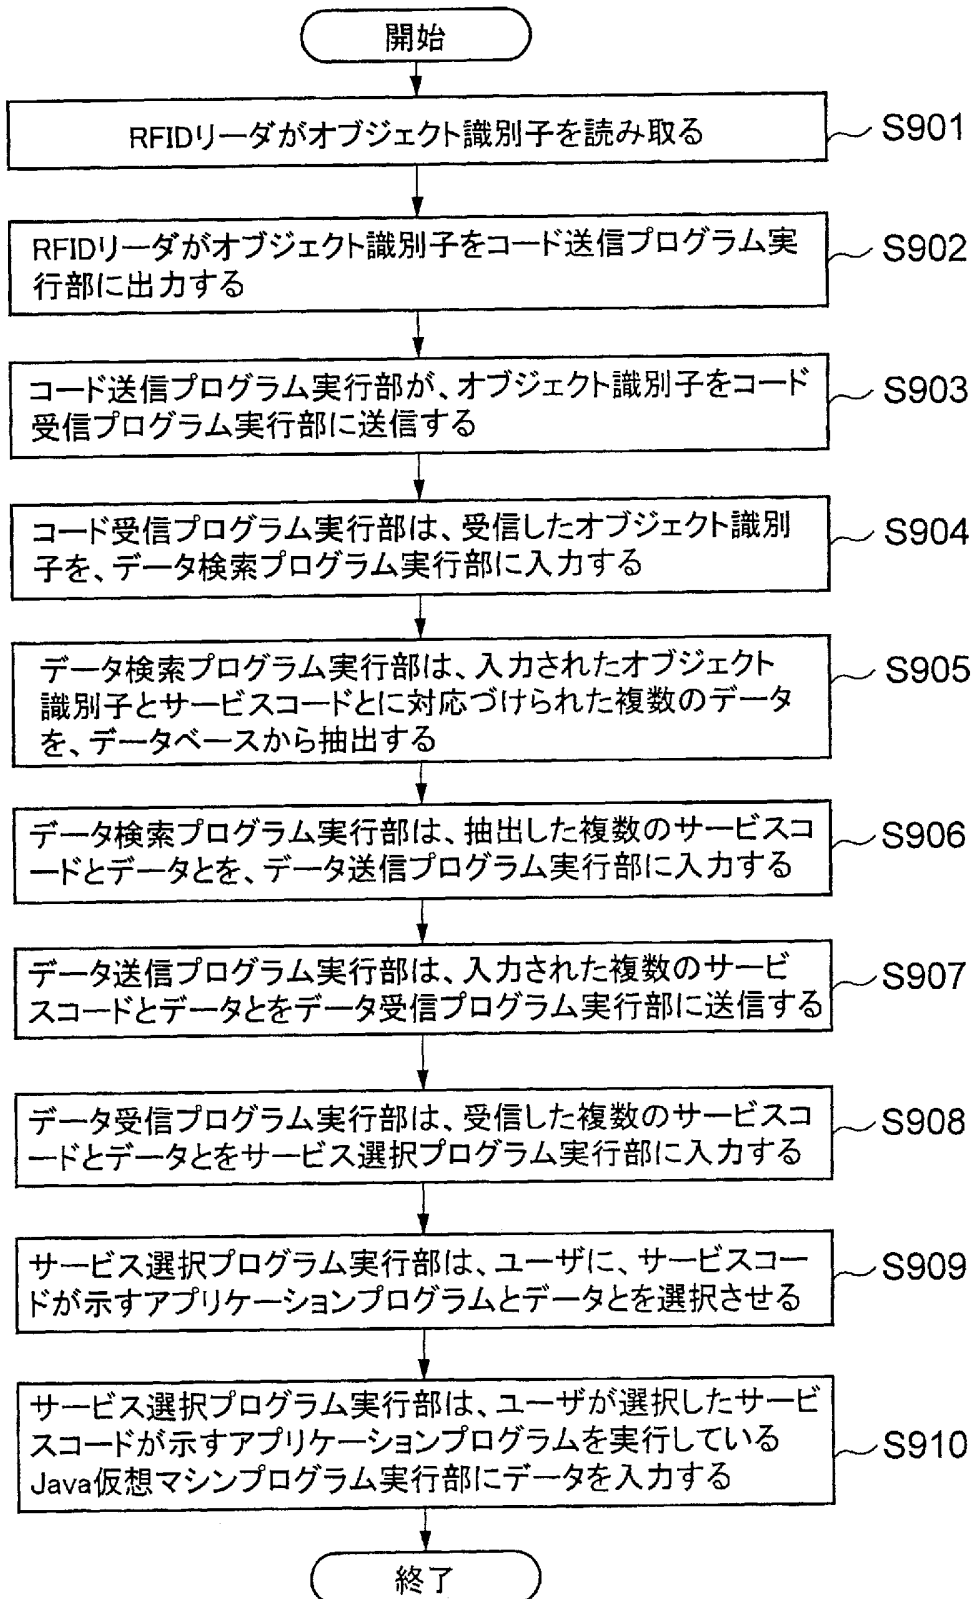 開始
RFIDリーダがオブジェクト識別子を読み取る
S901
RFIDリーダがオブジェクト識別子をコード送信プログラム実
行部に出力する
S902
コード送信プログラム実行部が、オブジェクト識別子をコード
受信プログラム実行部に送信する
S903
コード受信プログラム実行部は、受信したオブジェクト識別
子を、データ検索プログラム実行部に入力する
S904
データ検索プログラム実行部は、入力されたオブジェクト
識別子とサービスコードとに対応づけられた複数のデータ
を、データベースから抽出する
S905
データ検索プログラム実行部は、抽出した複数のサービスコ
ードとデータとを、データ送信プログラム実行部に入力する
S906
データ送信プログラム実行部は、入力された複数のサービ
スコードとデータとをデータ受信プログラム実行部に送信する
S907
データ受信プログラム実行部は、受信した複数のサービスコ
ードとデータとをサービス選択プログラム実行部に入力する
S908
サービス選択プログラム実行部は、ユーザに、サービスコー
ドが示すアプリケーションプログラムとデータとを選択させる
S909
サービス選択プログラム実行部は、ユーザが選択したサービ
スコードが示すアプリケーションプログラムを実行している
Java仮想マシンプログラム実行部にデータを入力する
S910
終了